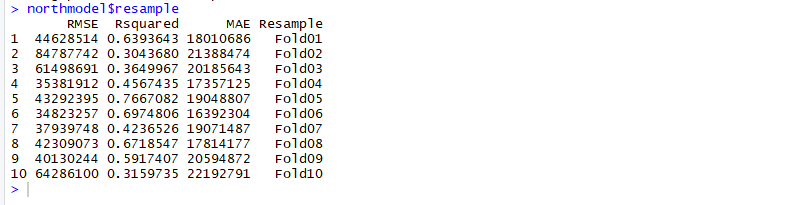 > northmodel$resample
       RMSE  Rsquared      MAE Resample
1  44628514 0.6393643 18010686   Fold01
2  84787742 0.3043680 21388474   Fold02
3  61498691 0.3649967 20185643   Fold03
4  35381912 0.4567435 17357125   Fold04
5  43292395 0.7667082 19048807   Fold05
6  34823257 0.6974806 16392304   Fold06
7  37939748 0.4236526 19071487   Fold07
8  42309073 0.6718547 17814177   Fold08
9  40130244 0.5917407 20594872   Fold09
10 64286100 0.3159735 22192791   Fold10
>